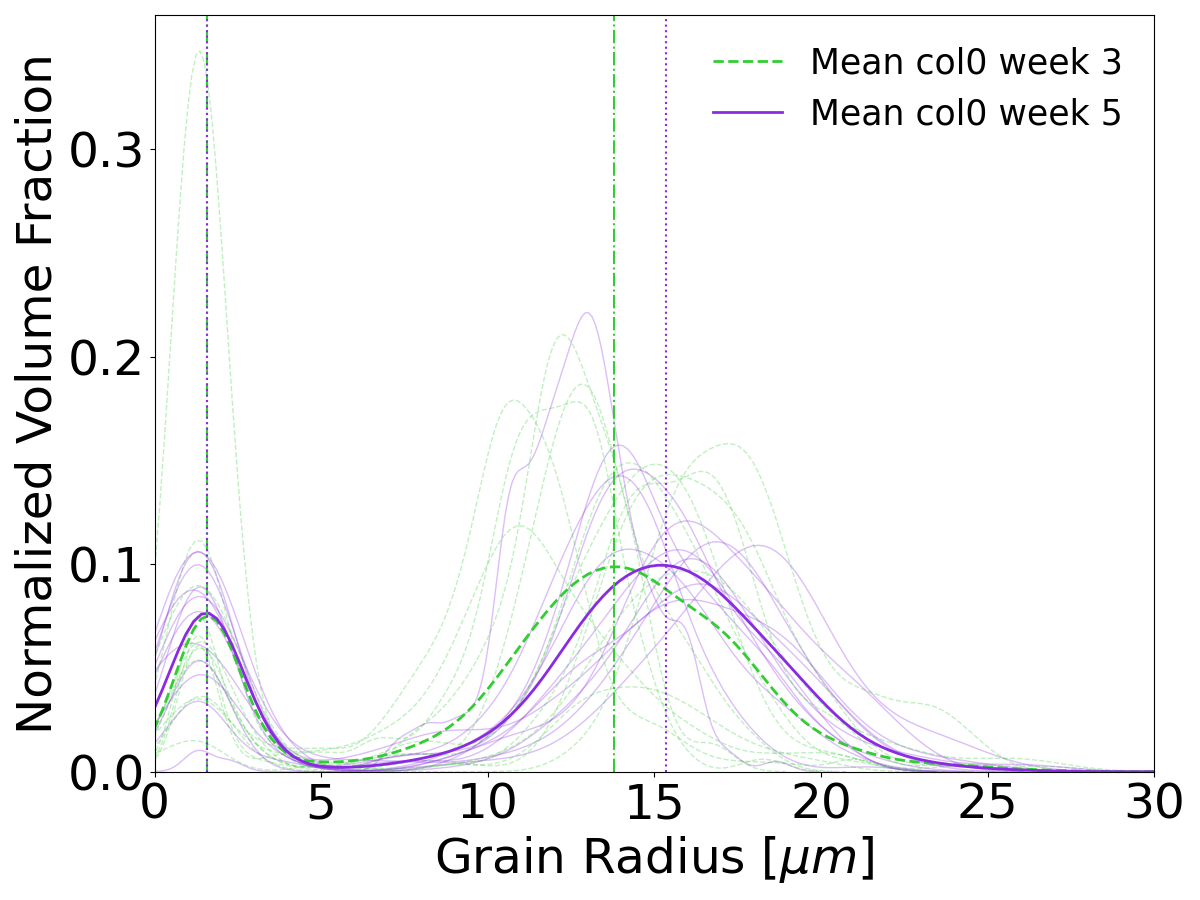 Mean col0 week 3
Mean col0 week 5
Normalized Volume Fraction
0.3
0.2
0.1
0.0
0 5 10 15 20 25 30
Grain Radius [μm]